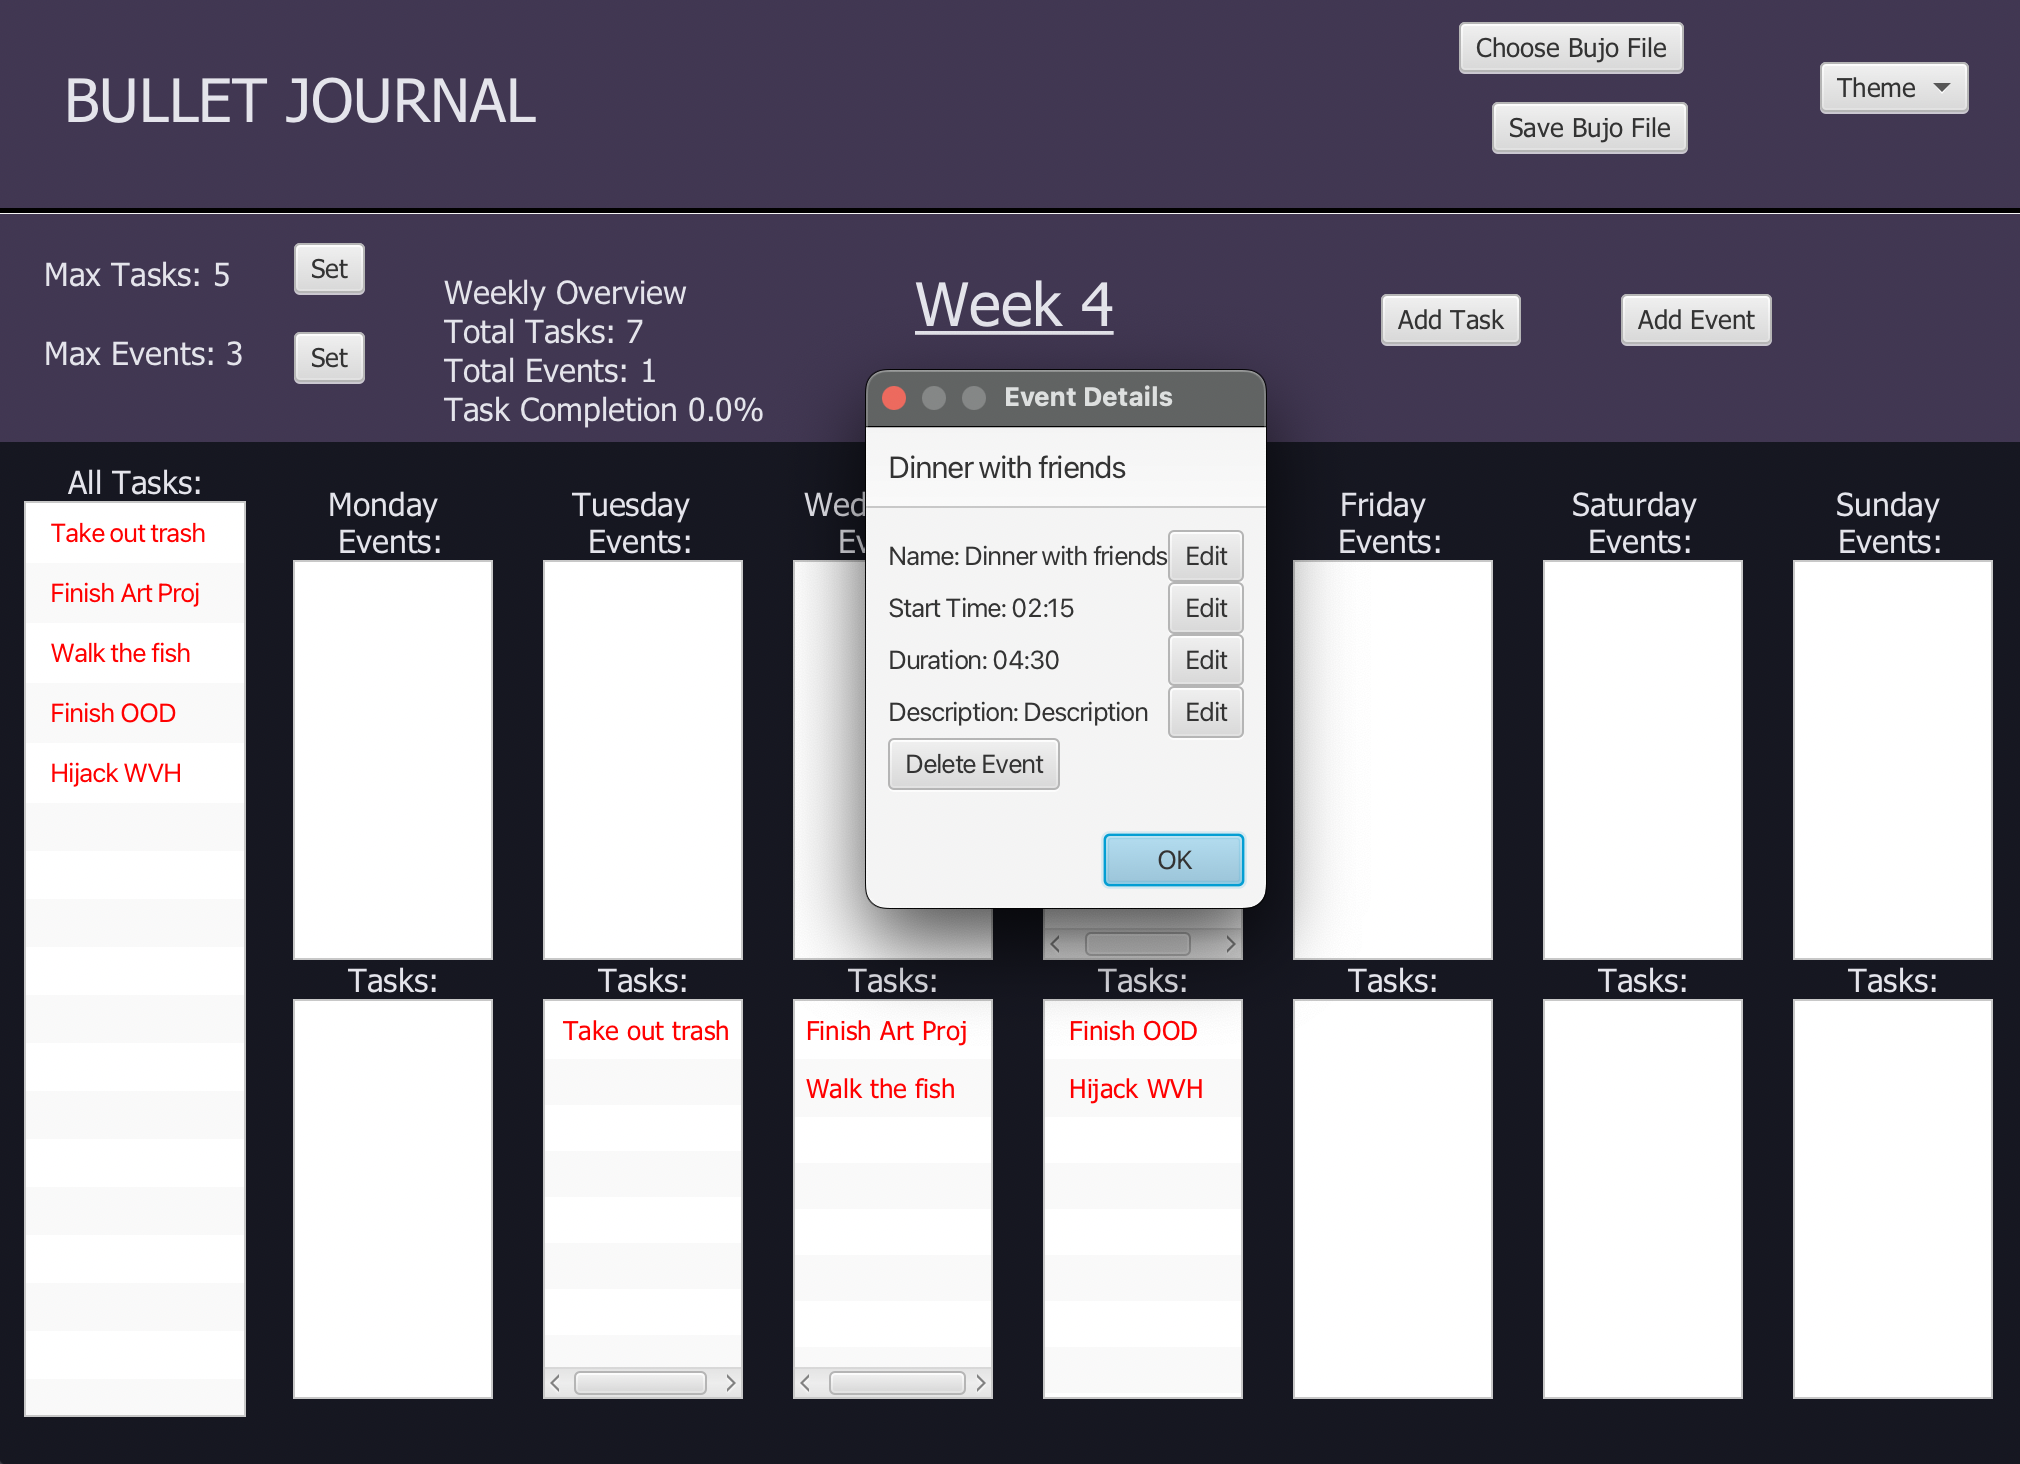 BULLET JOURNAL
Choose Bujo File
Save Bujo File
Theme
Max Tasks: 5
Set
Max Events: 3
Set
Weekly Overview
Total Tasks: 7
Total Events: 1
Task Completion 0.0%
Week 4
Add Task
Add Event
Event Details
Dinner with friends
Name: Dinner with friends
Edit
Start Time: 02:15
Edit
Duration: 04:30
Edit
Description: Description
Edit
Delete Event
OK
All Tasks:
Take out trash
Finish Art Proj
Walk the fish
Finish OOD
Hijack WVH
Monday
Events:
Tuesday
Events:
Wed
Ev
Friday
Events:
Saturday
Events:
Sunday
Events:
Tasks:
Tasks:
Take out trash
Tasks:
Finish Art Proj
Walk the fish
Tasks:
Finish OOD
Hijack WVH
Tasks:
Tasks:
Tasks: